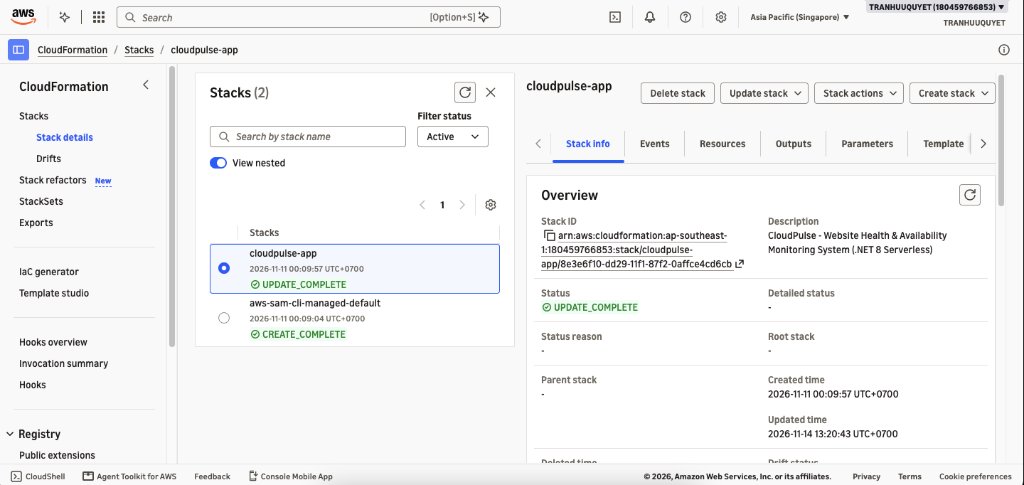 aws
Search
[Option+S]
Asia Pacific (Singapore)
TRANHUUQUYET (180459766853)
TRANHUUQUYET
CloudFormation / Stacks / cloudpulse-app
CloudFormation
Stacks
Stack details
Drifts
Stack refactors New
StackSets
Exports
IaC generator
Template studio
Hooks overview
Invocation summary
Hooks
Registry
Public extensions
Stacks (2)
Filter status
Search by stack name
Active
View nested
1
Stacks
cloudpulse-app
2026-11-11 00:09:57 UTC+0700
UPDATE_COMPLETE
aws-sam-cli-managed-default
2026-11-11 00:09:04 UTC+0700
CREATE_COMPLETE
cloudpulse-app
Delete stack
Update stack
Stack actions
Create stack
Stack info
Events
Resources
Outputs
Parameters
Template
Overview
Stack ID
arn:aws:cloudformation:ap-southeast-
1:180459766853:stack/cloudpulse-
app/8e3e6f10-dd29-11f1-87f2-0affce4cd6cb
Description
CloudPulse - Website Health & Availability
Monitoring System (.NET 8 Serverless)
Status
UPDATE_COMPLETE
Detailed status
-
Status reason
-
Root stack
-
Parent stack
-
Created time
2026-11-11 00:09:57 UTC+0700
Updated time
2026-11-14 13:20:43 UTC+0700
Deleted time
Drift status
CloudShell
Agent Toolkit for AWS
Feedback
Console Mobile App
© 2026, Amazon Web Services, Inc. or its affiliates.
Privacy
Terms
Cookie preferences